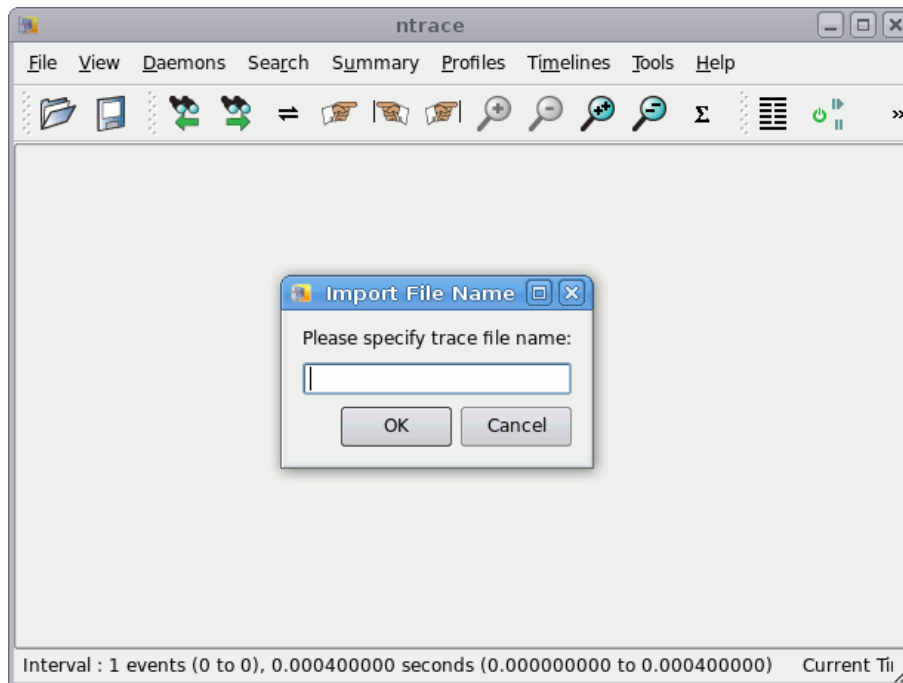 ntrace
File View Daemons Search Summary Profiles Timelines Tools Help
Σ »
Import File Name
Please specify trace file name:
OK Cancel
Interval : 1 events (0 to 0), 0.000400000 seconds (0.000000000 to 0.000400000) Current